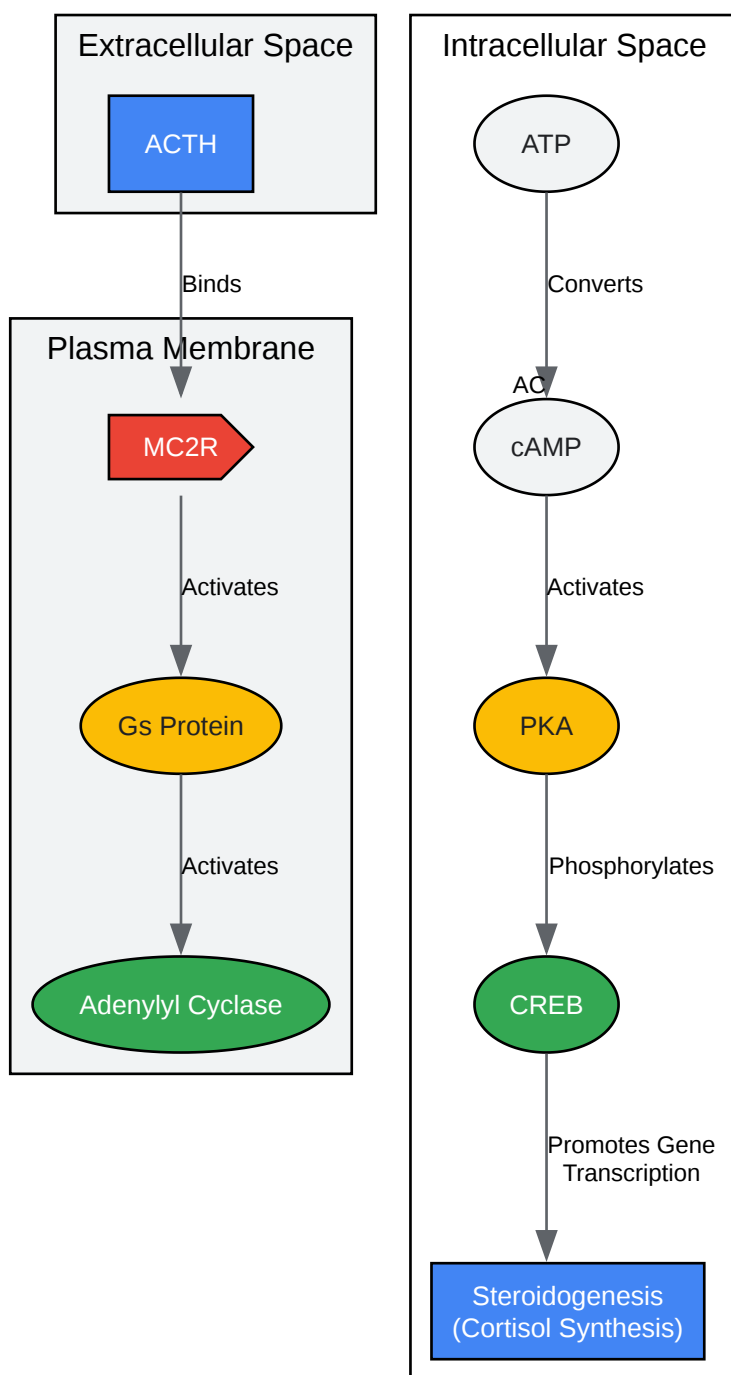 Extracellular Space
ACTH
Binds
Plasma Membrane
MC2R
Activates
Gs Protein
Activates
Adenylyl Cyclase
Intracellular Space
ATP
Converts
AC
cAMP
Activates
PKA
Phosphorylates
CREB
Promotes Gene
Transcription
Steroidogenesis
(Cortisol Synthesis)